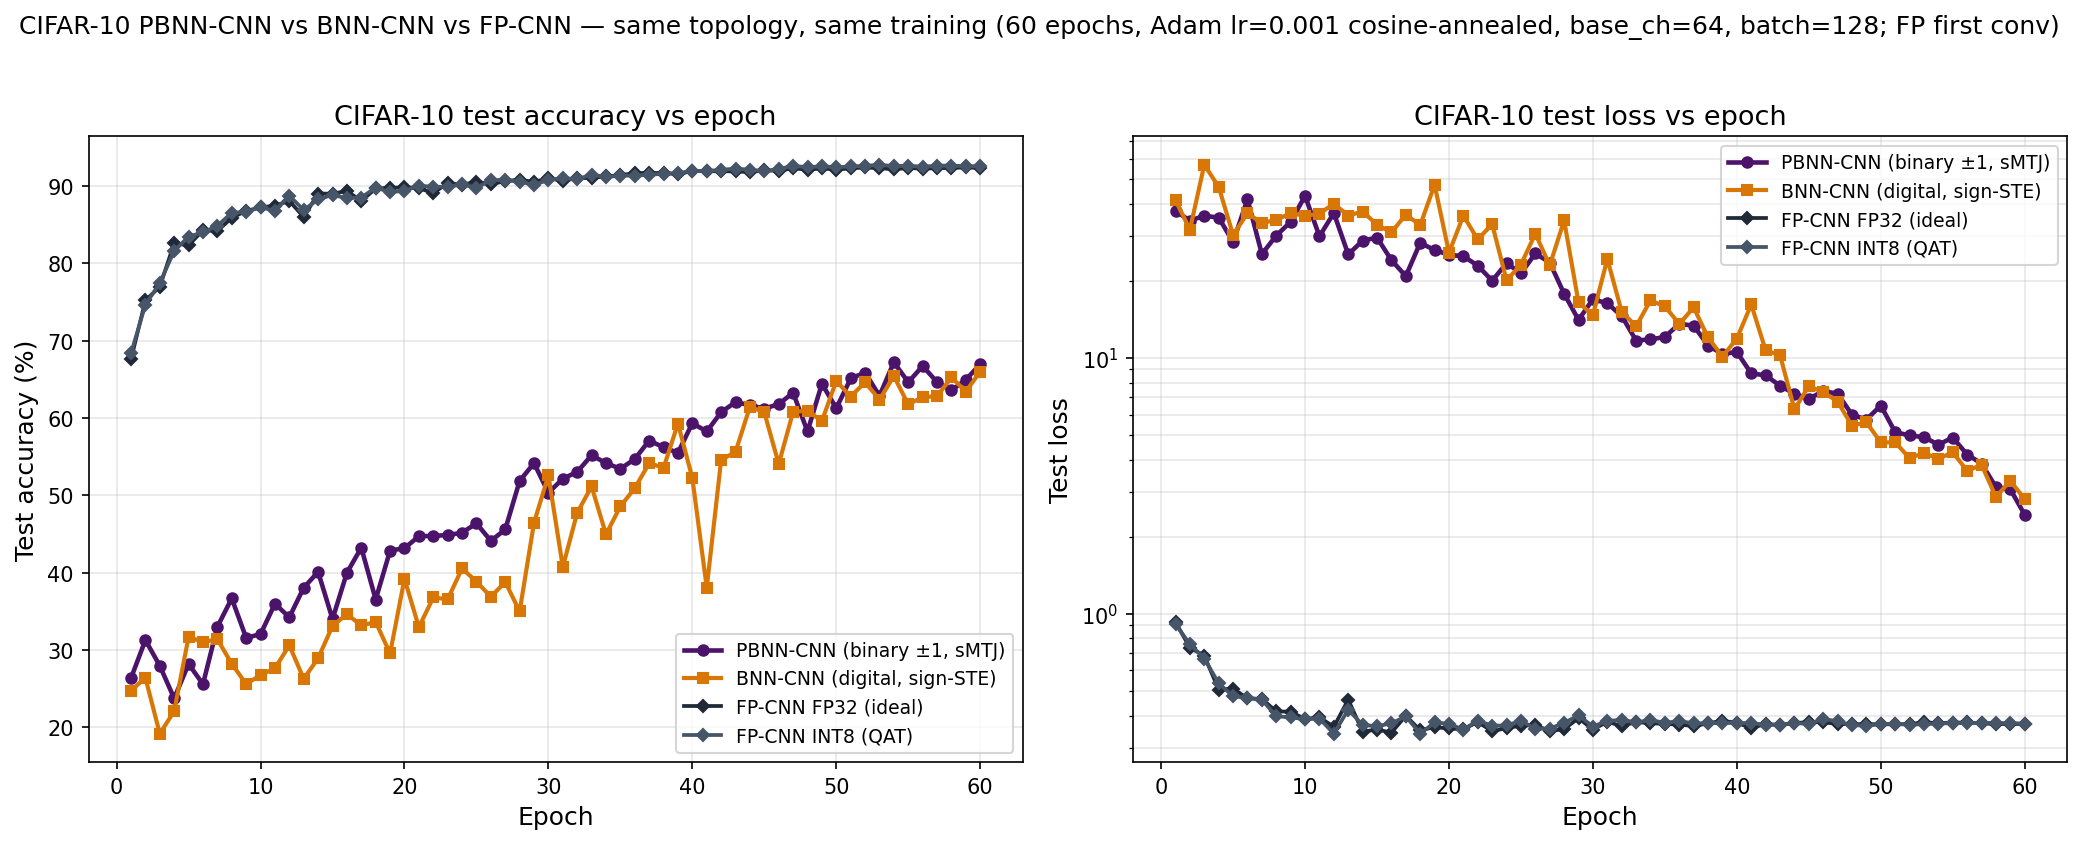 CIFAR-10 PBNN-CNN vs BNN-CNN vs FP-CNN — same topology, same training (60 epochs, Adam lr=0.001 cosine-annealed, base_ch=64, batch=128; FP first conv)
CIFAR-10 test accuracy vs epoch
Test accuracy (%)
90
80
70
60
50
40
30
20
0 10 20 30 40 50 60
Epoch
PBNN-CNN (binary ±1, sMTJ)
BNN-CNN (digital, sign-STE)
FP-CNN FP32 (ideal)
FP-CNN INT8 (QAT)
CIFAR-10 test loss vs epoch
Test loss
10¹
10⁰
0 10 20 30 40 50 60
Epoch
PBNN-CNN (binary ±1, sMTJ)
BNN-CNN (digital, sign-STE)
FP-CNN FP32 (ideal)
FP-CNN INT8 (QAT)